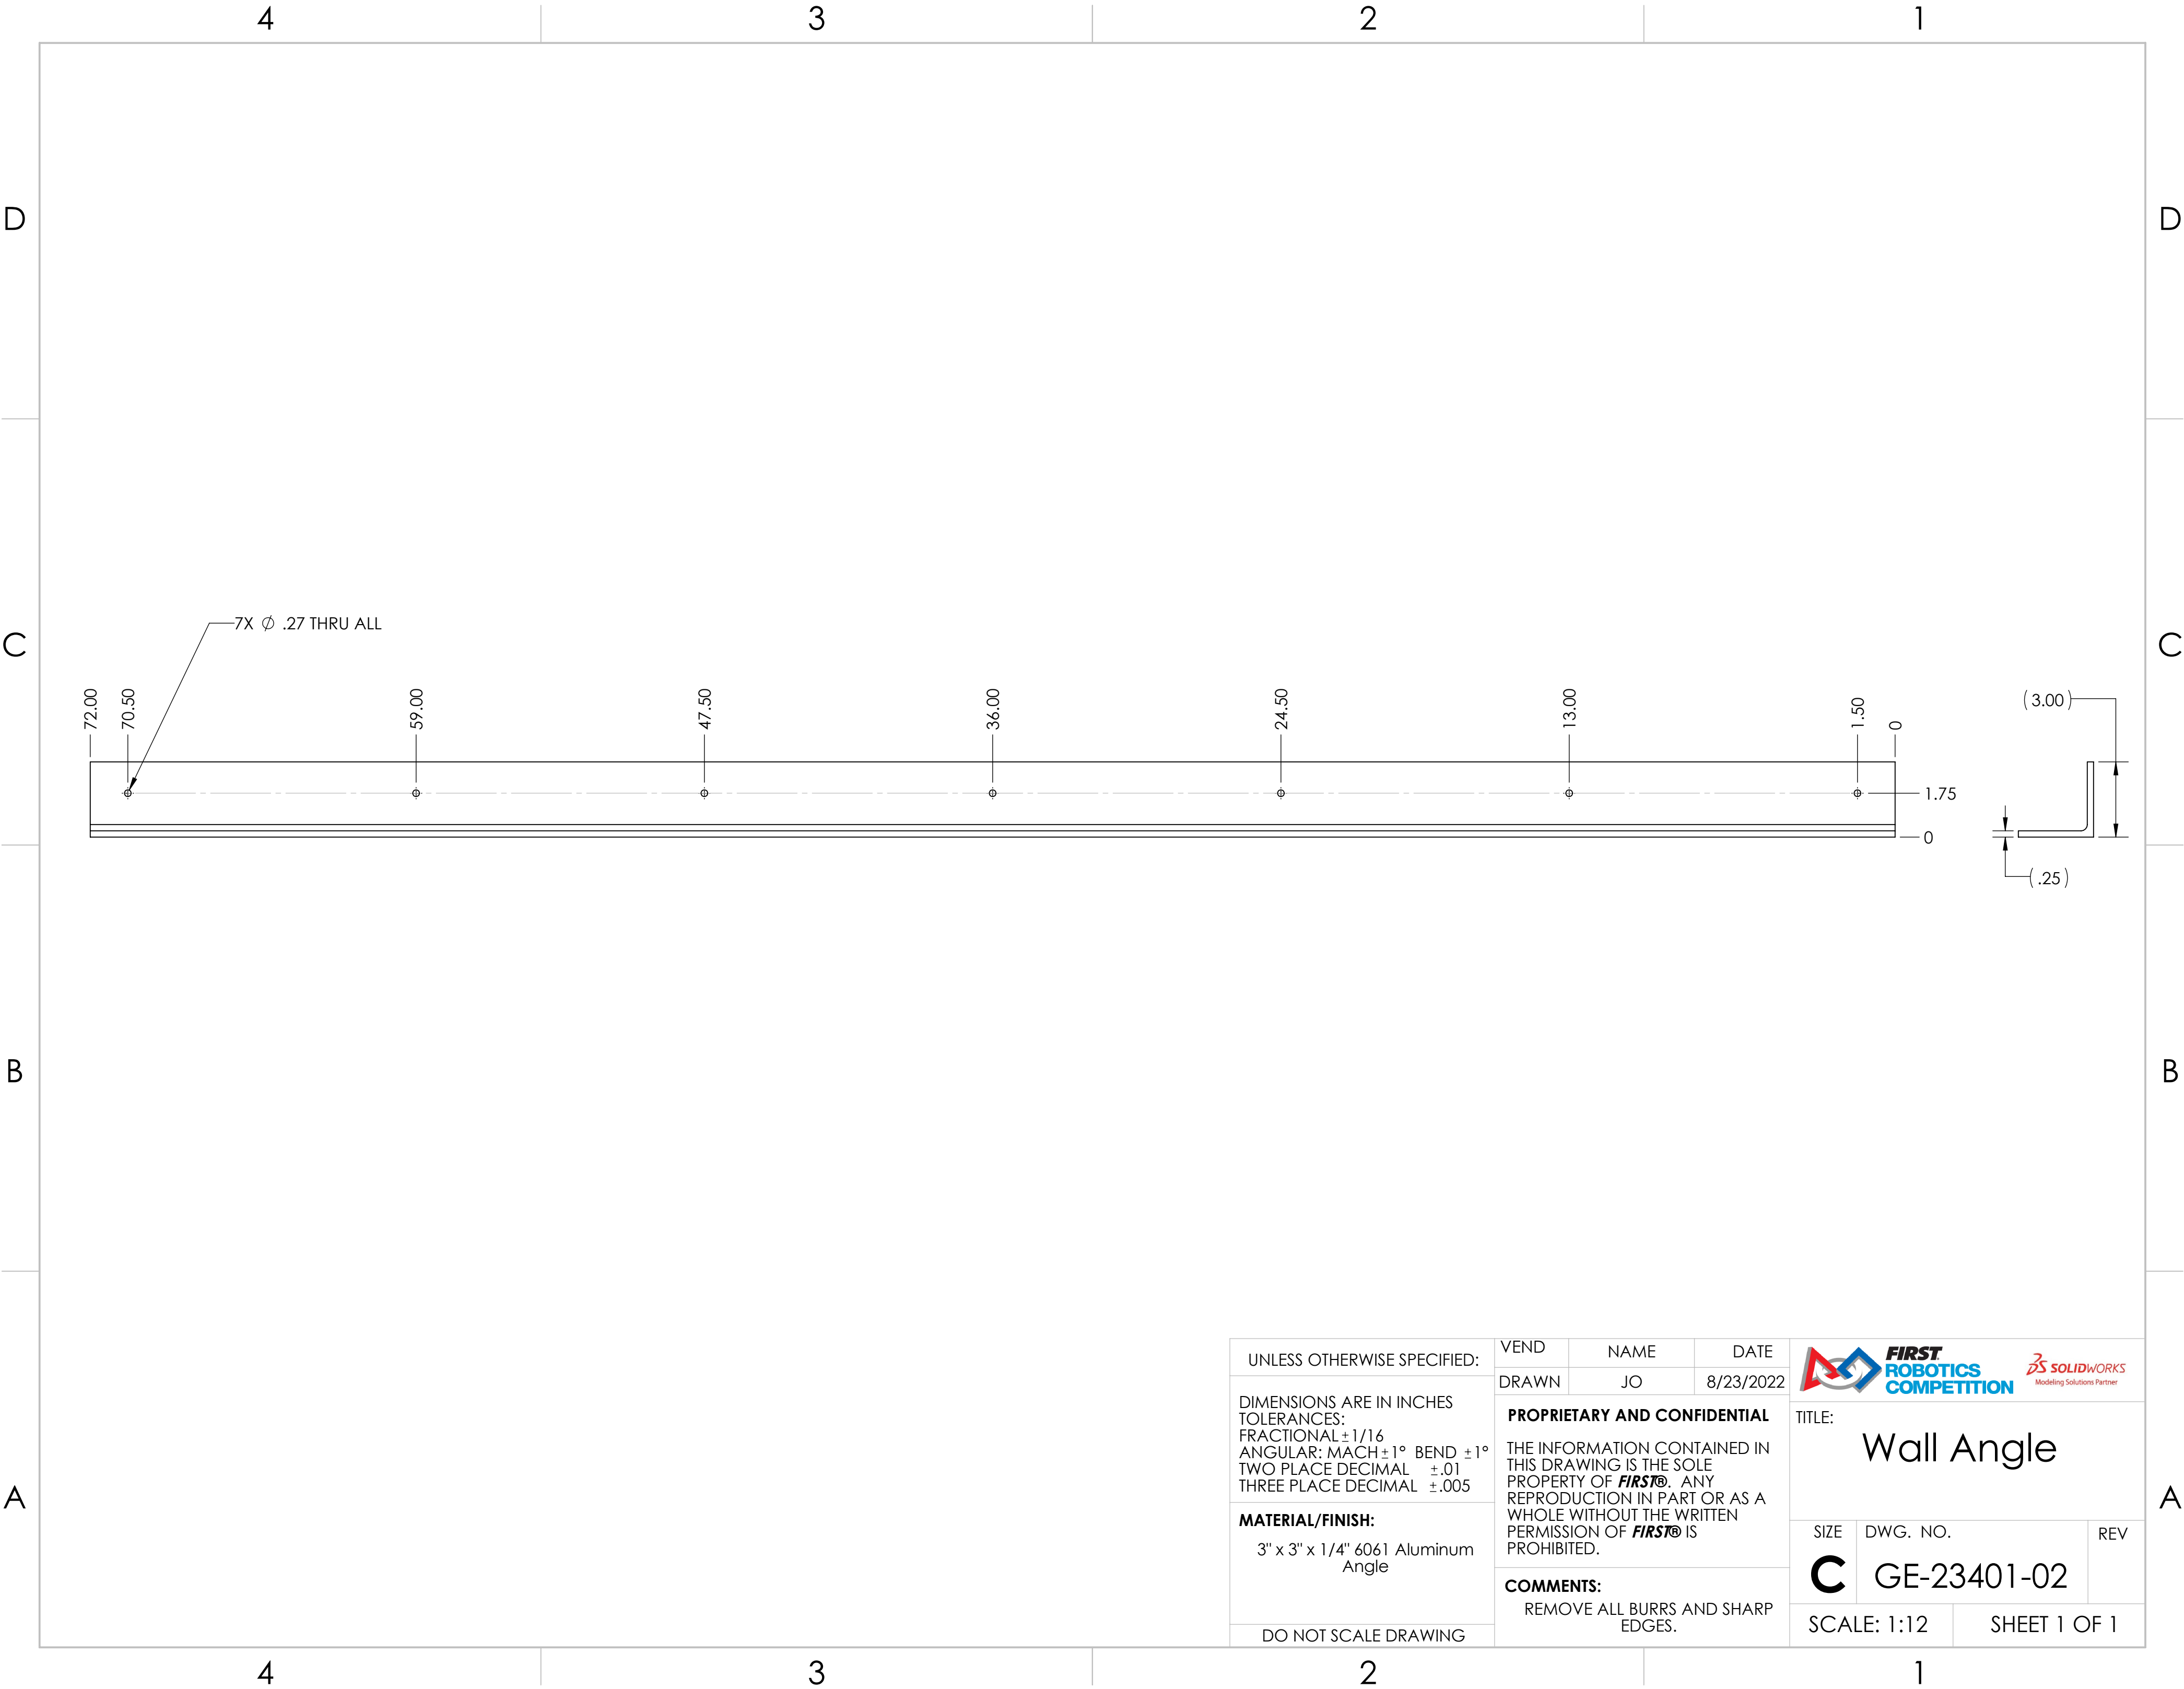 4 3 2 1
D D
7X Ø .27 THRU ALL
C C
72.00 70.50 59.00 47.50 36.00 24.50 13.00 1.50 0
(3.00)
1.75
0
(.25)
B B
UNLESS OTHERWISE SPECIFIED:
DIMENSIONS ARE IN INCHES
TOLERANCES:
FRACTIONAL ±1/16
ANGULAR: MACH ±1° BEND ±1°
TWO PLACE DECIMAL ±.01
THREE PLACE DECIMAL ±.005
MATERIAL/FINISH:
3" x 3" x 1/4" 6061 Aluminum
Angle
DO NOT SCALE DRAWING
VEND NAME DATE
DRAWN JO 8/23/2022
PROPRIETARY AND CONFIDENTIAL
THE INFORMATION CONTAINED IN
THIS DRAWING IS THE SOLE
PROPERTY OF FIRST®. ANY
REPRODUCTION IN PART OR AS A
WHOLE WITHOUT THE WRITTEN
PERMISSION OF FIRST® IS
PROHIBITED.
COMMENTS:
REMOVE ALL BURRS AND SHARP
EDGES.
FIRST
ROBOTICS
COMPETITION
SOLIDWORKS
Modeling Solutions Partner
TITLE:
Wall Angle
SIZE DWG. NO. REV
C GE-23401-02
SCALE: 1:12 SHEET 1 OF 1
A A
4 3 2 1